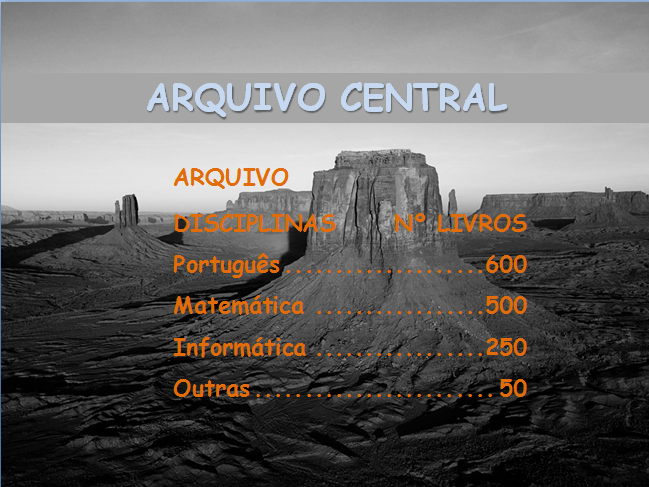 ARQUIVO CENTRAL
ARQUIVO
DISCIPLINAS Nº LIVROS
Português....................600
Matemática .................500
Informática .................250
Outras........................50